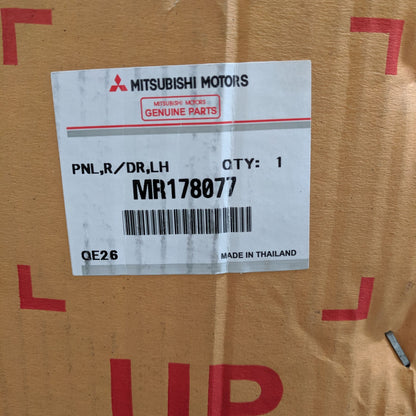 MITSUBISHI MOTORS
MITSUBISHI MOTORS
GENUINE PARTS
PNL,R/DR,LH QTY: 1
MR178077
QE26 MADE IN THAILAND
UP